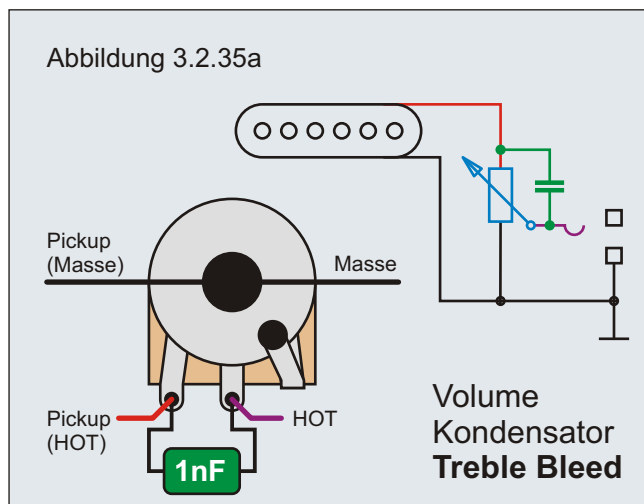 Abbildung 3.2.35a
Pickup
(Masse)
Masse
Pickup
(HOT)
HOT
1nF
Volume
Kondensator
Treble Bleed